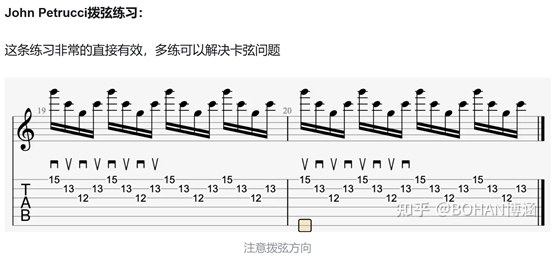 John Petrucci拨弦练习：
这条练习非常的直接有效，多练可以解决卡弦问题
19 20
15 15 15 15 15 15 15 15
13 13 13 13 13 13 13 13 13 13 13 13 13 13 13 13
12 12 12 12 12 12 12 12
T
A
B
知乎 @BOHAN博涵
注意拨弦方向